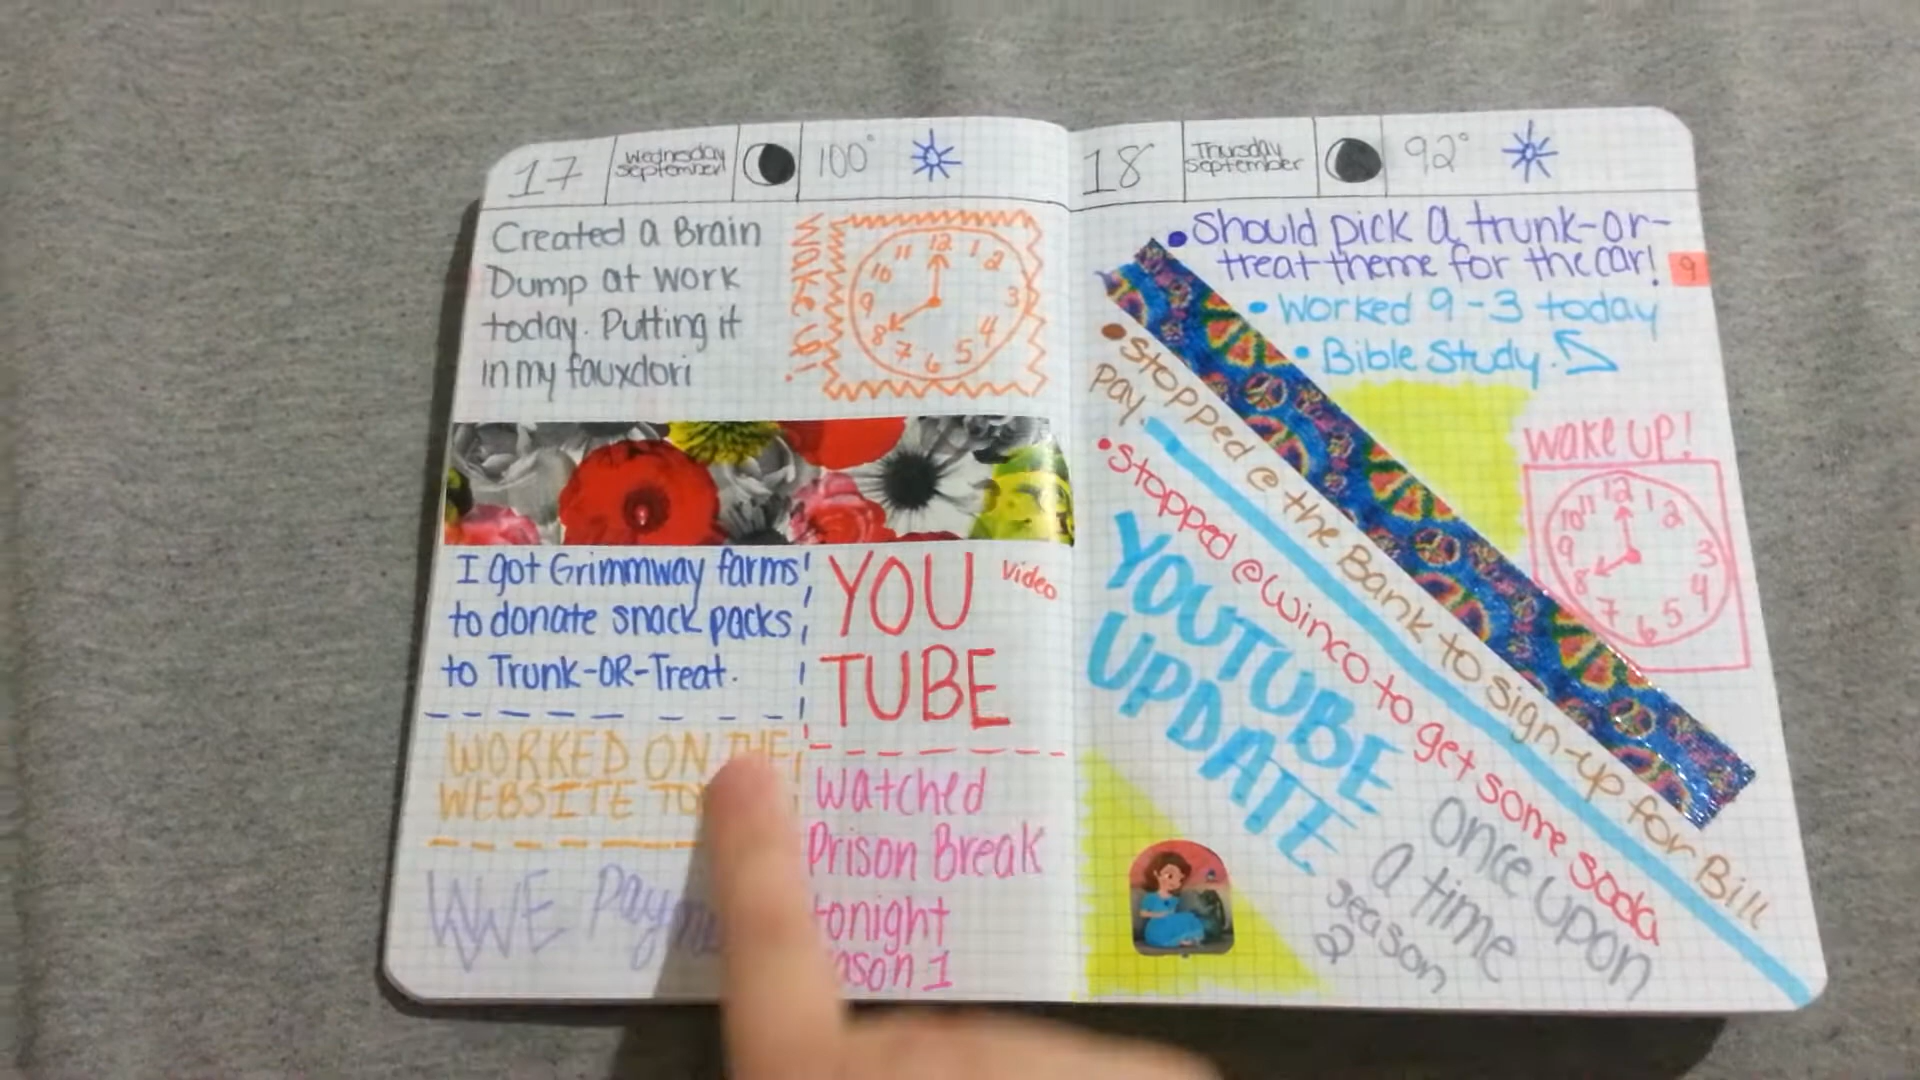 17
Wednesday
September
100°
Created a Brain
Dump at work
today. Putting it
in my fauxdori
Wake up!
12
1
2
3
4
5
6
7
8
9
10
11
I got Grimmway farms
to donate snack packs
to Trunk-OR-Treat.
YOU
TUBE
Video
WORKED ON THE
WEBSITE
WWE
Watched
Prison Break
tonight
1
18
Thursday
September
92°
• Should pick a trunk-or-
treat theme for the car!
9
• Worked 9-3 today
• Bible Study.
• Stopped @ the Bank to sign-up for Bill
pay.
• Stopped @ Winco to get some soda
WAKE UP!
12
1
2
3
4
5
6
7
8
9
10
11
YOUTUBE
UPDATE
Once upon
a time
season
2